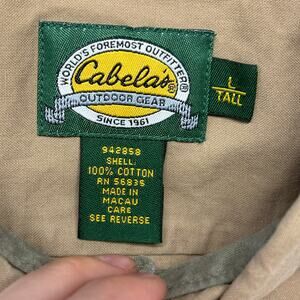 WORLD'S FOREMOST OUTFITTER®
Cabela's®
OUTDOOR GEAR
SINCE 1961
L
TALL
942858
SHELL:
100% COTTON
RN 56835
MADE IN
MACAU
CARE
SEE REVERSE